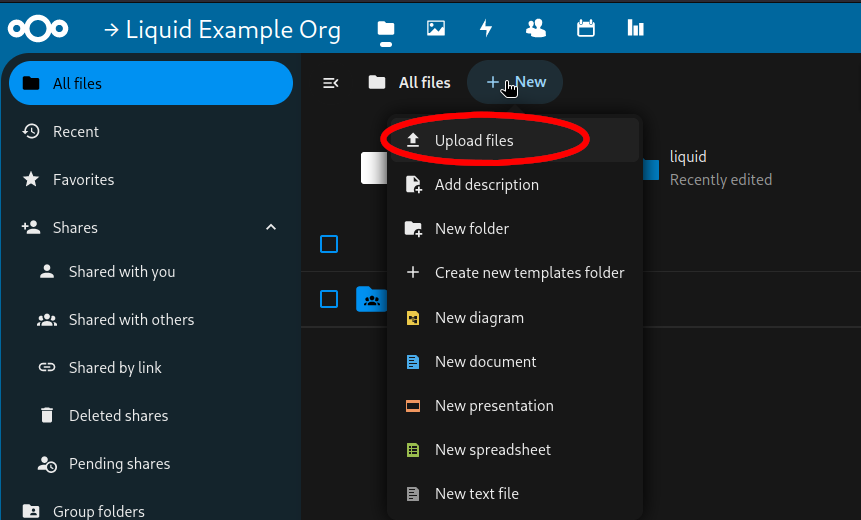 → Liquid Example Org
All files
Recent
Favorites
Shares
Shared with you
Shared with others
Shared by link
Deleted shares
Pending shares
Group folders
All files
+ New
Upload files
Add description
New folder
Create new templates folder
New diagram
New document
New presentation
New spreadsheet
New text file
liquid
Recently edited